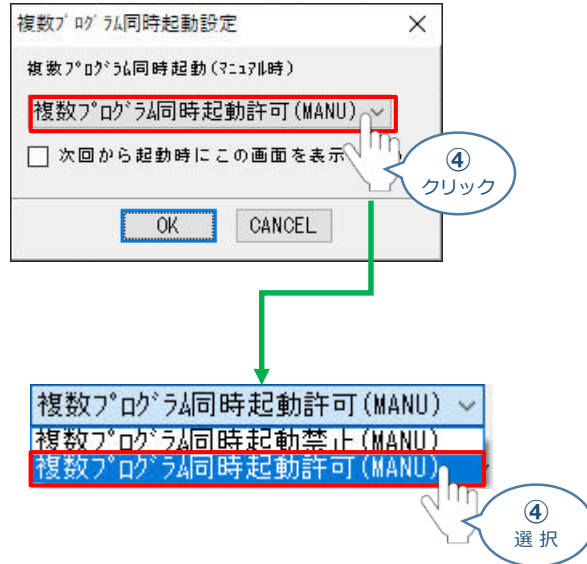 複数プログラム同時起動設定
複数プログラム同時起動(マニュアル時)
複数プログラム同時起動許可(MANU)
次回から起動時にこの画面を表示
④
クリック
OK
CANCEL
複数プログラム同時起動許可(MANU)
複数プログラム同時起動禁止(MANU)
複数プログラム同時起動許可(MANU)
④
選択